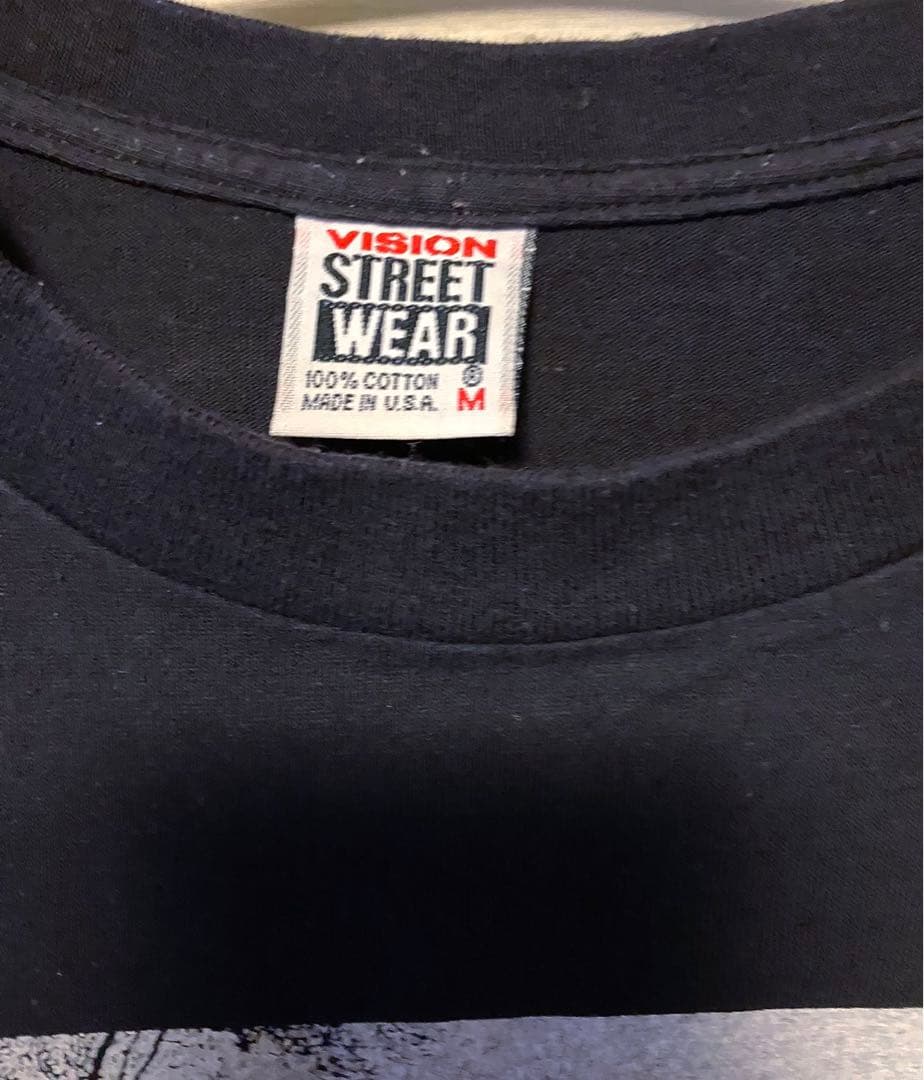 VISION
STREET
WEAR
®
100% COTTON
MADE IN U.S.A. M